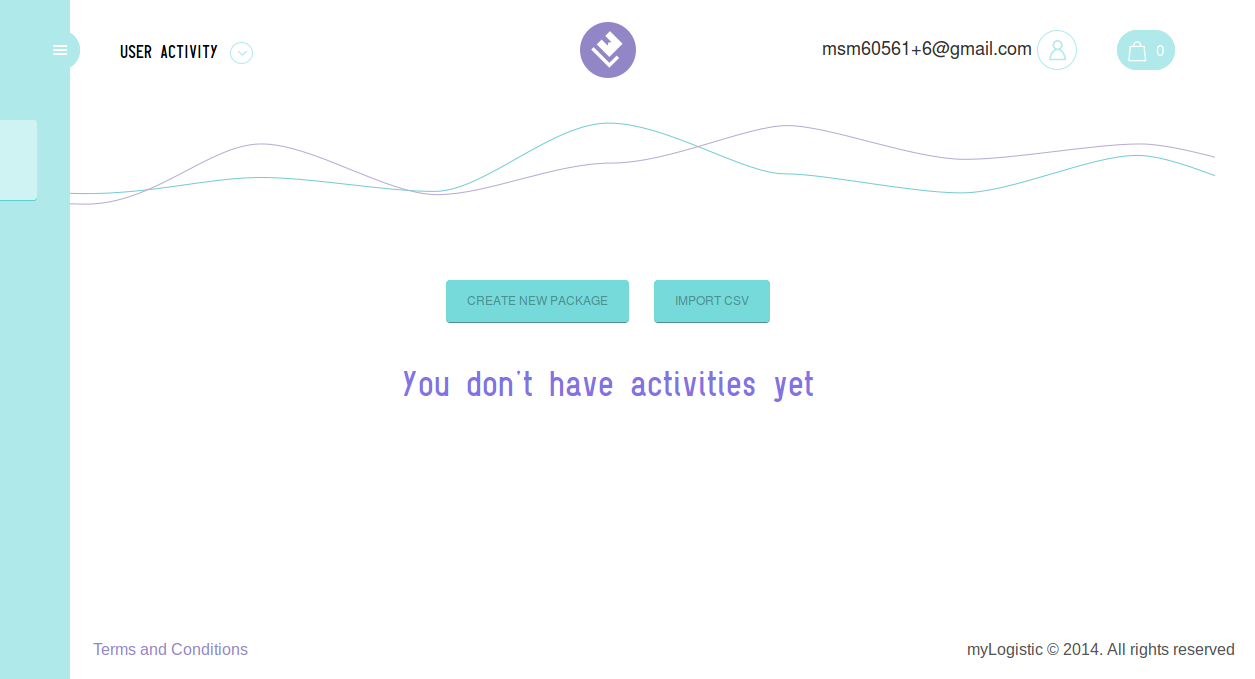 USER ACTIVITY
msm60561+6@gmail.com
0
CREATE NEW PACKAGE
IMPORT CSV
You don't have activities yet
Terms and Conditions
myLogistic © 2014. All rights reserved